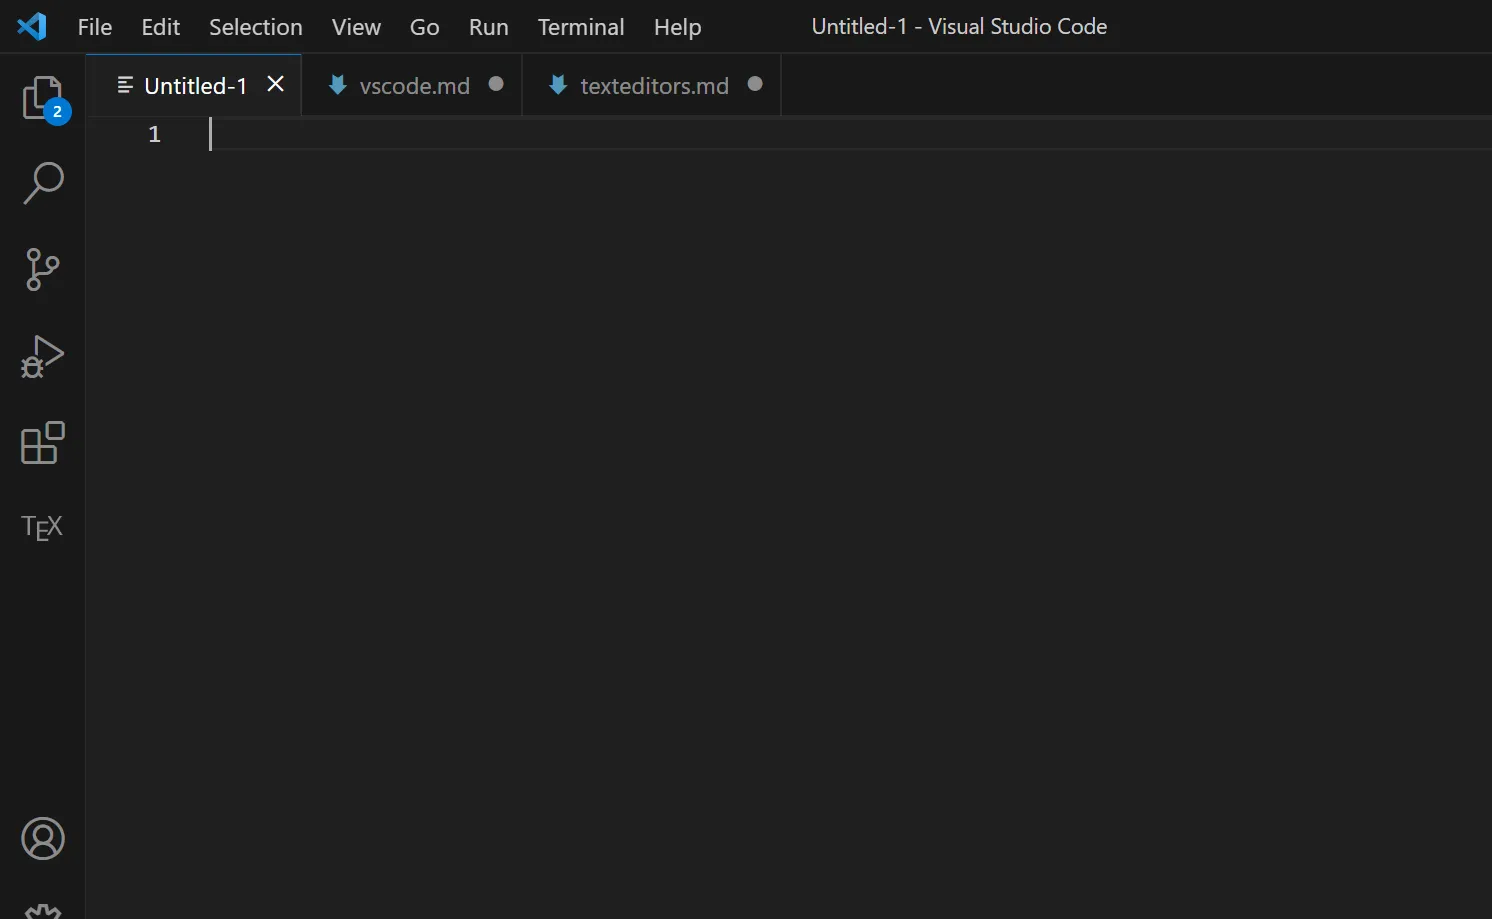 File Edit Selection View Go Run Terminal Help Untitled-1 - Visual Studio Code
Untitled-1 vscode.md texteditors.md
2
1
TEX